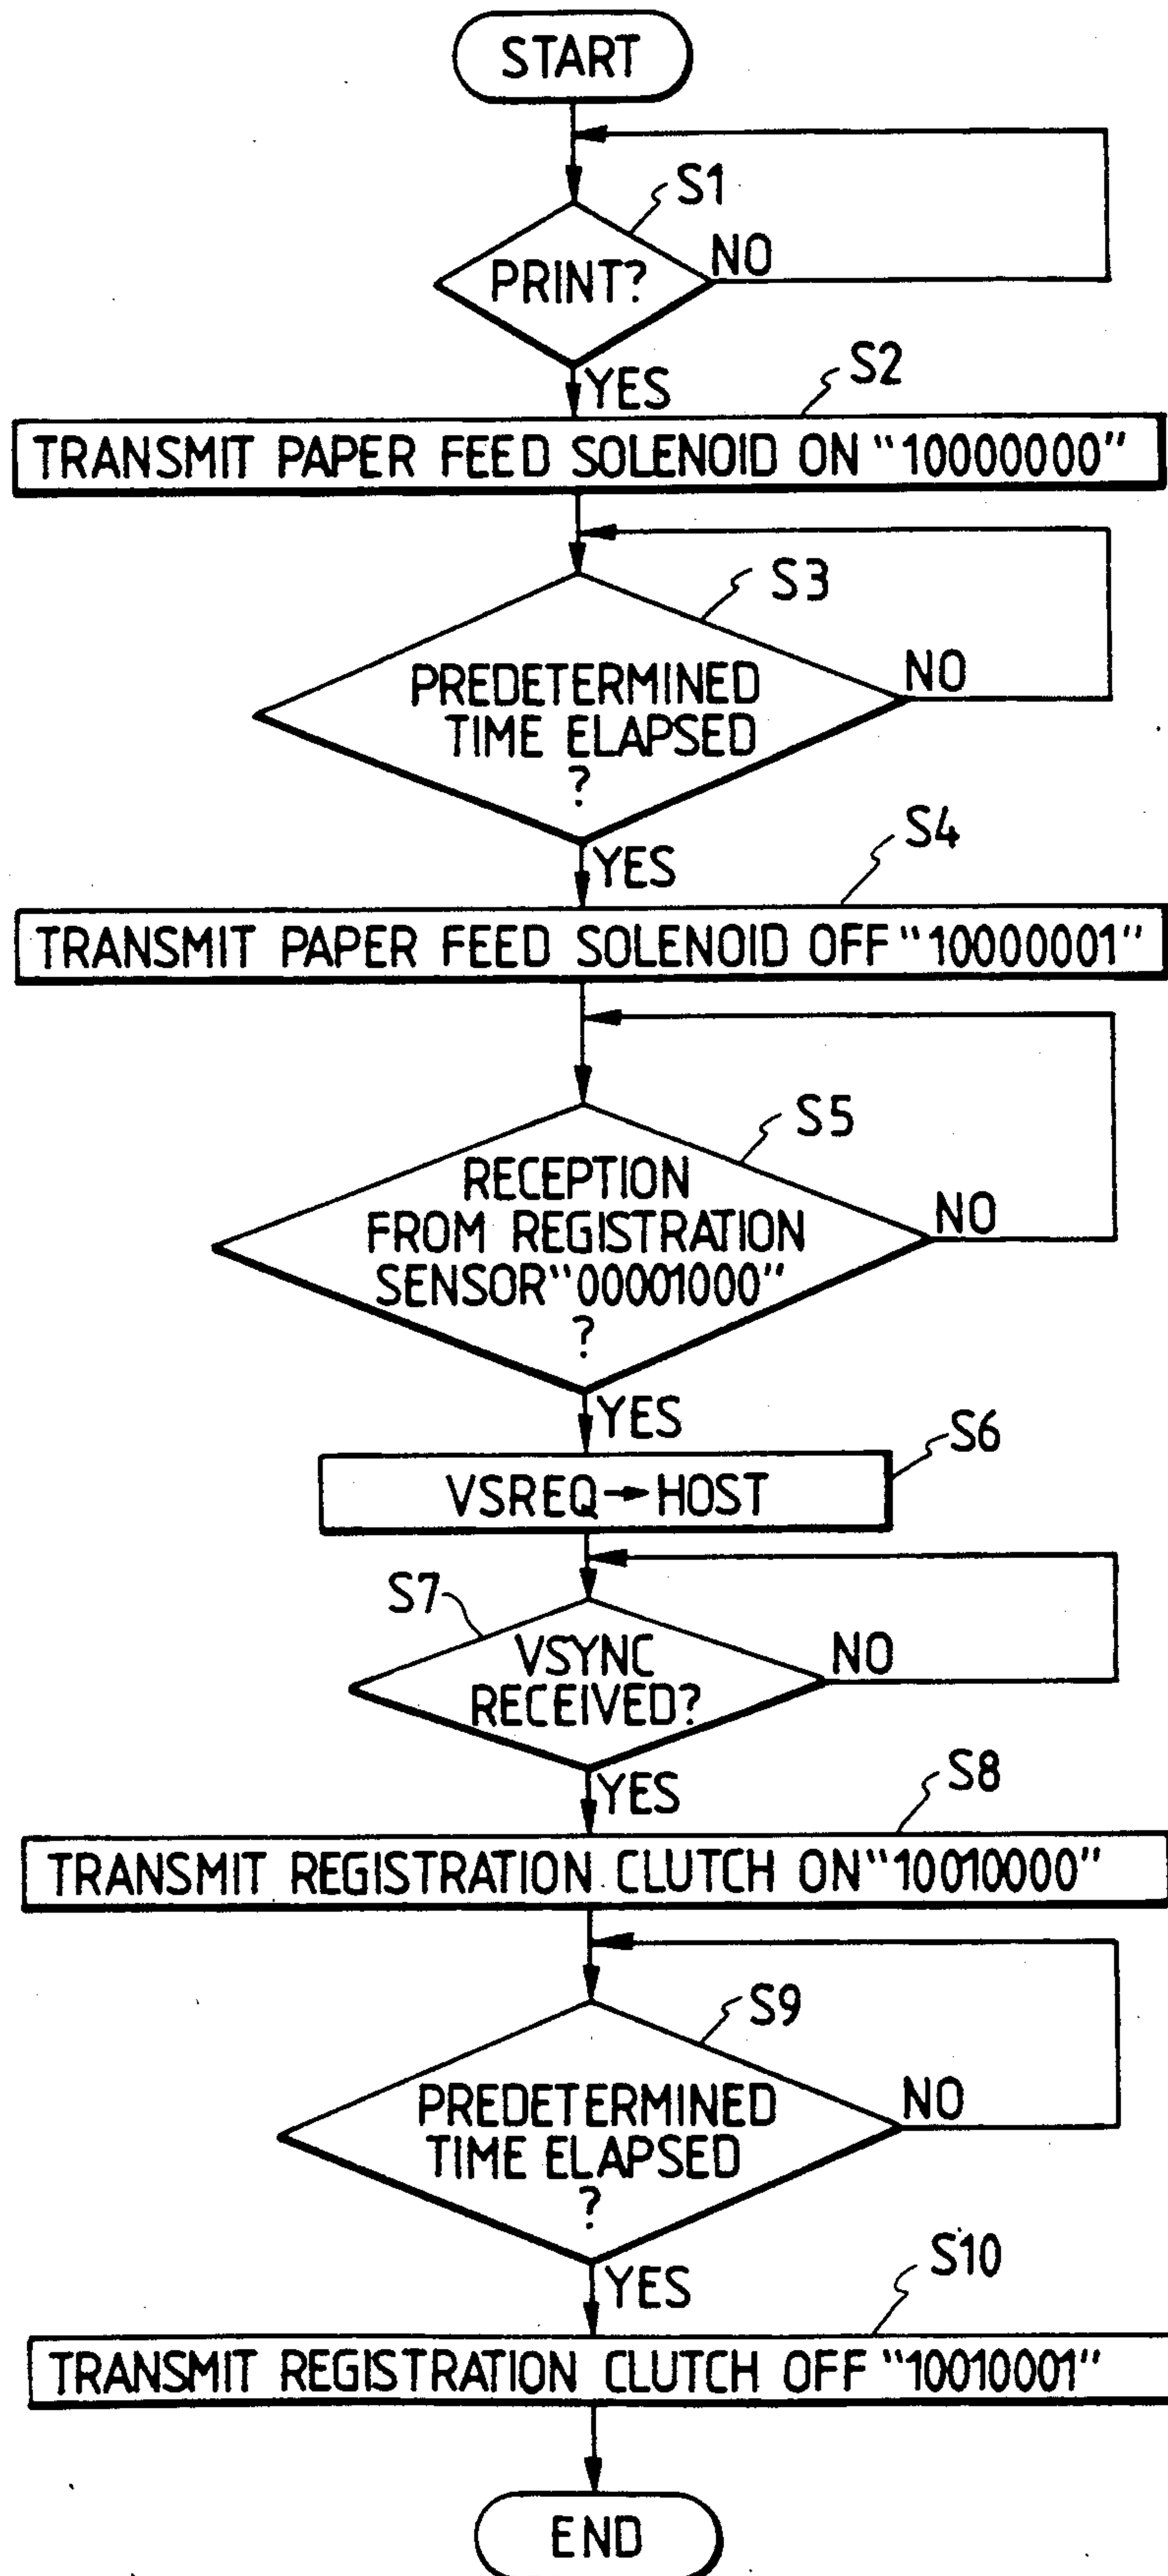 START
S1
PRINT?
NO
YES
S2
TRANSMIT PAPER FEED SOLENOID ON "10000000"
S3
PREDETERMINED
TIME ELAPSED
?
NO
YES
S4
TRANSMIT PAPER FEED SOLENOID OFF "10000001"
S5
RECEPTION
FROM REGISTRATION
SENSOR "00001000"
?
NO
YES
S6
VSREQ→HOST
S7
VSYNC
RECEIVED?
NO
YES
S8
TRANSMIT REGISTRATION CLUTCH ON "10010000"
S9
PREDETERMINED
TIME ELAPSED
?
NO
YES
S10
TRANSMIT REGISTRATION CLUTCH OFF "10010001"
END